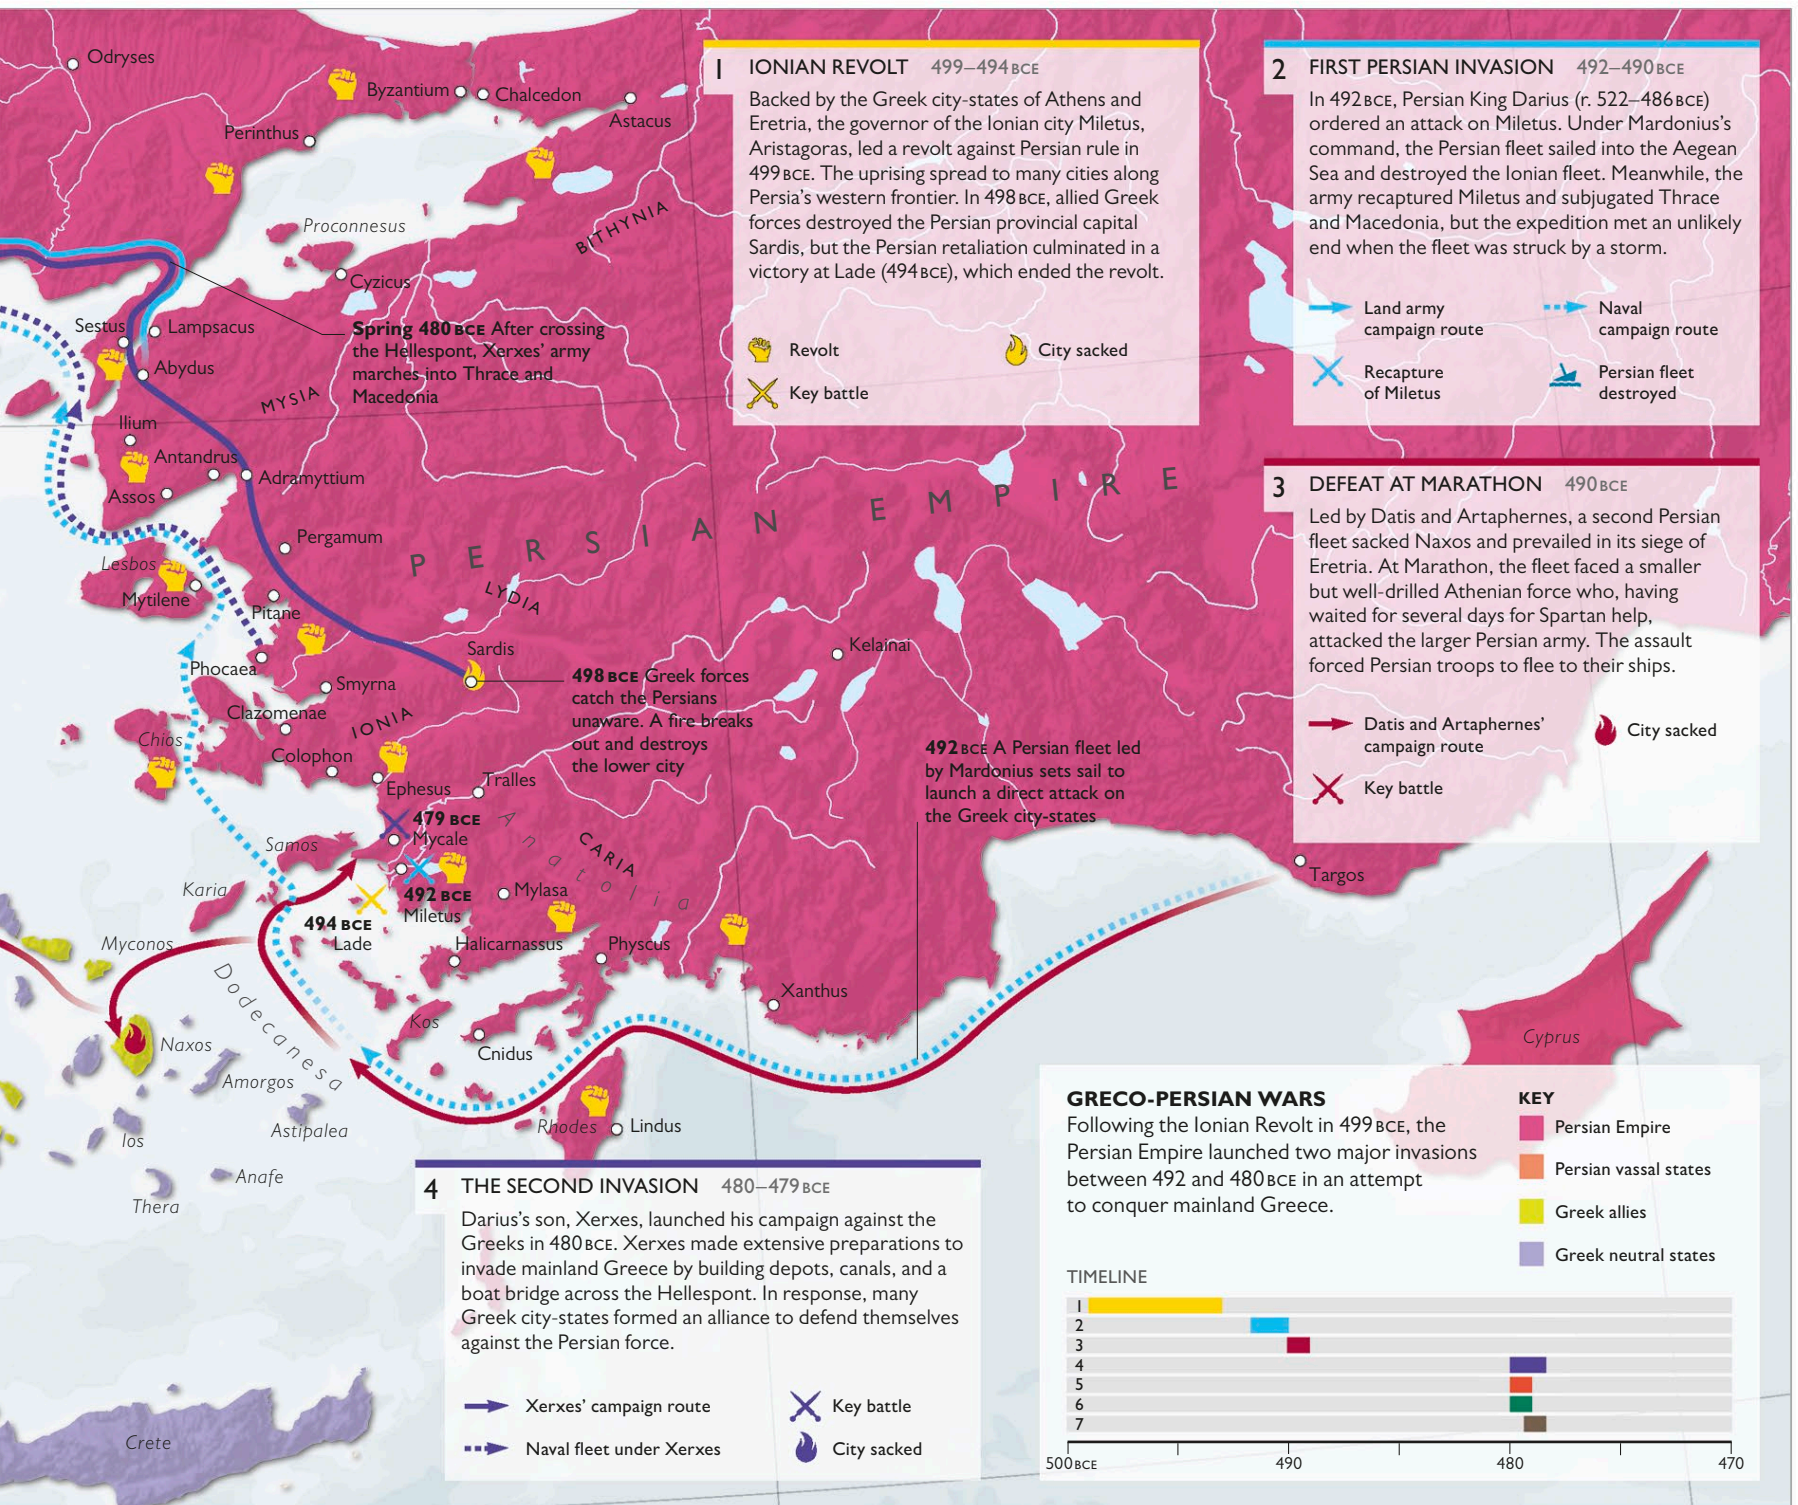 Odryses
Byzantium
Chalcedon
Astacus
Perinthus
Proconnesus
BITHYNIA
Cyzicus
Sestus
Lampsacus
Abydus
Spring 480 BCE After crossing
the Hellespont, Xerxes' army
marches into Thrace and
Macedonia
MYSIA
Ilium
Antandrus
Adramyttium
Assos
Pergamum
PERSIAN EMPIRE
Lesbos
Mytilene
Pitane
LYDIA
Phocaea
Sardis
Smyrna
Kelainai
498 BCE Greek forces
catch the Persians
unaware. A fire breaks
out and destroys
the lower city
Clazomenae
IONIA
Chios
Colophon
Ephesus
Tralles
492 BCE A Persian fleet led
by Mardonius sets sail to
launch a direct attack on
the Greek city-states
479 BCE
Mycale
Anatolia
CARIA
Samos
Karia
492 BCE
Miletus
Mylasa
494 BCE
Lade
Targos
Myconos
Halicarnassus
Physcus
Dodecanesa
Xanthus
Kos
Cnidus
Naxos
Amorgos
Cyprus
Astipalea
Ios
Rhodes
Lindus
Anafe
Thera
Crete
1 IONIAN REVOLT 499–494 BCE
Backed by the Greek city-states of Athens and
Eretria, the governor of the Ionian city Miletus,
Aristagoras, led a revolt against Persian rule in
499 BCE. The uprising spread to many cities along
Persia's western frontier. In 498 BCE, allied Greek
forces destroyed the Persian provincial capital
Sardis, but the Persian retaliation culminated in a
victory at Lade (494 BCE), which ended the revolt.
Revolt
City sacked
Key battle
2 FIRST PERSIAN INVASION 492–490 BCE
In 492 BCE, Persian King Darius (r. 522–486 BCE)
ordered an attack on Miletus. Under Mardonius's
command, the Persian fleet sailed into the Aegean
Sea and destroyed the Ionian fleet. Meanwhile, the
army recaptured Miletus and subjugated Thrace
and Macedonia, but the expedition met an unlikely
end when the fleet was struck by a storm.
Land army
campaign route
Naval
campaign route
Recapture
of Miletus
Persian fleet
destroyed
3 DEFEAT AT MARATHON 490 BCE
Led by Datis and Artaphernes, a second Persian
fleet sacked Naxos and prevailed in its siege of
Eretria. At Marathon, the fleet faced a smaller
but well-drilled Athenian force who, having
waited for several days for Spartan help,
attacked the larger Persian army. The assault
forced Persian troops to flee to their ships.
Datis and Artaphernes'
campaign route
City sacked
Key battle
4 THE SECOND INVASION 480–479 BCE
Darius's son, Xerxes, launched his campaign against the
Greeks in 480 BCE. Xerxes made extensive preparations to
invade mainland Greece by building depots, canals, and a
boat bridge across the Hellespont. In response, many
Greek city-states formed an alliance to defend themselves
against the Persian force.
Xerxes' campaign route
Key battle
Naval fleet under Xerxes
City sacked
GRECO-PERSIAN WARS
Following the Ionian Revolt in 499 BCE, the
Persian Empire launched two major invasions
between 492 and 480 BCE in an attempt
to conquer mainland Greece.
KEY
Persian Empire
Persian vassal states
Greek allies
Greek neutral states
TIMELINE
1
2
3
4
5
6
7
500 BCE 490 480 470